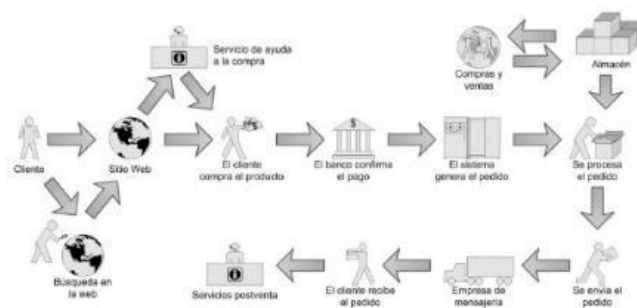 Servicio de ayuda
a la compra
Compras y
ventas
Almacén
Cliente
Sitio Web
El cliente
compra el producto
$
El banco confirma
el pago
El sistema
genera el pedido
Se procesa
el pedido
Búsqueda en
la web
Servicios postventa
El cliente recibe
el pedido
Empresa de
mensajería
Se envía el
pedido